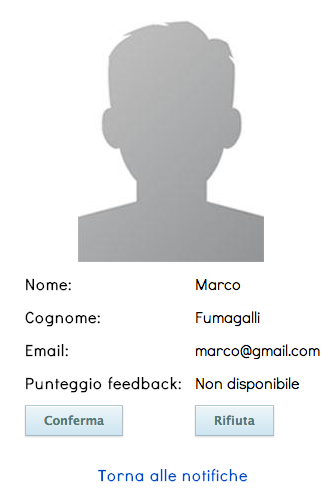 Nome: Marco
Cognome: Fumagalli
Email: marco@gmail.com
Punteggio feedback: Non disponibile
Conferma Rifiuta
Torna alle notifiche